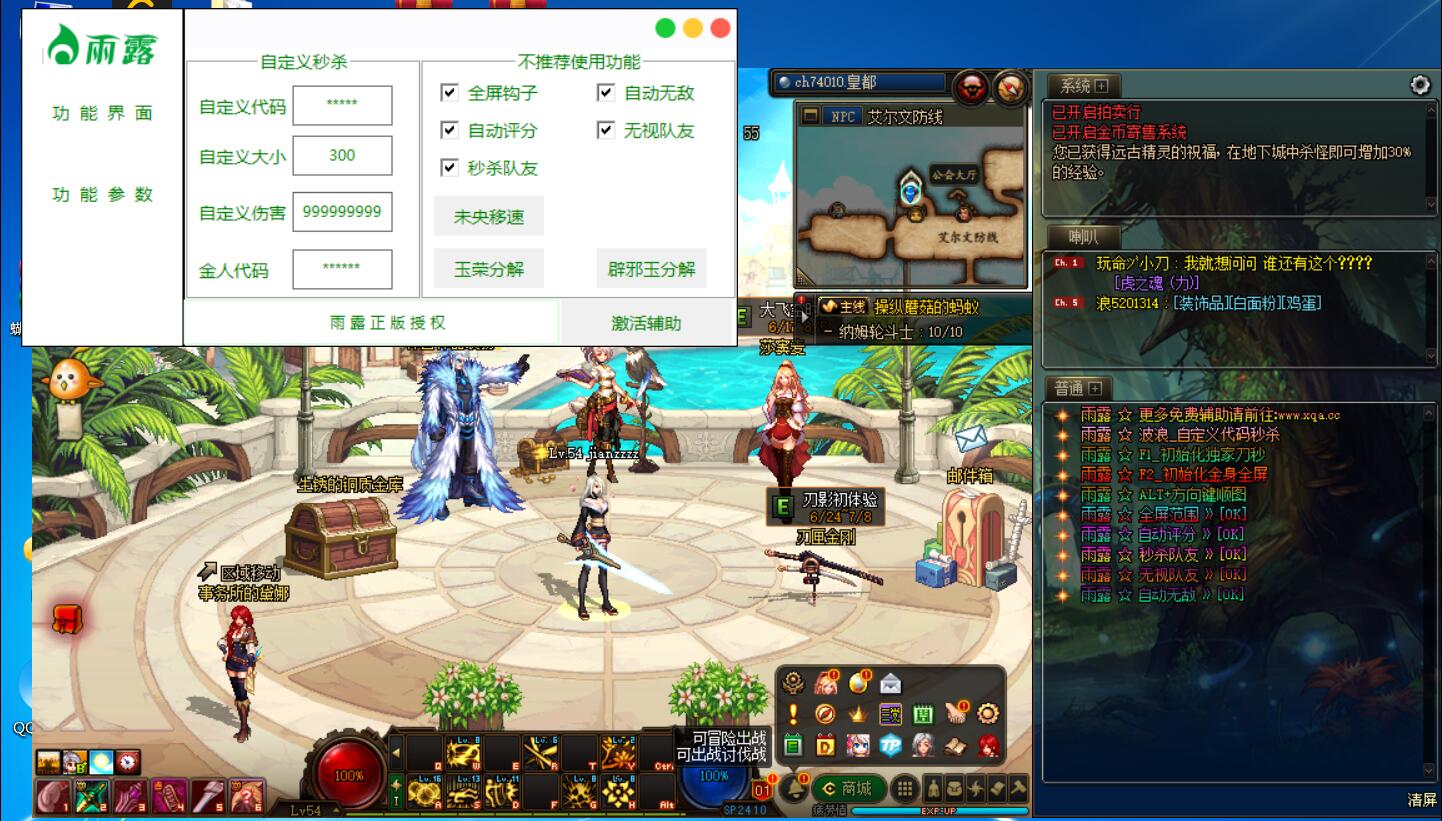 雨露
功能界面
功能参数
自定义秒杀
自定义代码 *****
自定义大小 300
自定义伤害 999999999
金人代码 ******
不推荐使用功能
全屏钩子
自动无敌
自动评分
无视队友
秒杀队友
未央移速
玉荣分解
辟邪玉分解
雨露正版授权
激活辅助
55
ch74010.皇都
NPC 艾尔文防线
公会大厅
艾尔文防线
主线 操纵蘑菇的蚂蚁
- 纳姆轮斗士 : 10/10
莎蒙麦
Lv.54 jianzzzz
生锈的铜质金库
邮件箱
E 刃影初体验
6/24~7/8
刃匣金刚
区域移动
事务所的黛娜
可冒险出战
可出战讨伐战
100%
100%
Lv54
SP2410
01
商城
疲劳值
EXP-UP
系统
已开启拍卖行
已开启金币寄售系统
您已获得远古精灵的祝福，在地下城中杀怪即可增加30%
的经验。
喇叭
Ch. 1 玩命ジ小刀 : 我就想问问 谁还有这个????
[虎之魂 (力)]
Ch. 5 浪5201314 : [装饰品][白面粉][鸡蛋]
普通
雨露 ☆ 更多免费辅助请前往:www.xqa.cc
雨露 ☆ 波浪_自定义代码秒杀
雨露 ☆ F1_初始化独家刀秒
雨露 ☆ F2_初始化金身全屏
雨露 ☆ ALT+方向键顺图
雨露 ☆ 全屏范围 》 [OK]
雨露 ☆ 自动评分 》 [OK]
雨露 ☆ 秒杀队友 》 [OK]
雨露 ☆ 无视队友 》 [OK]
雨露 ☆ 自动无敌 》 [OK]
清屏